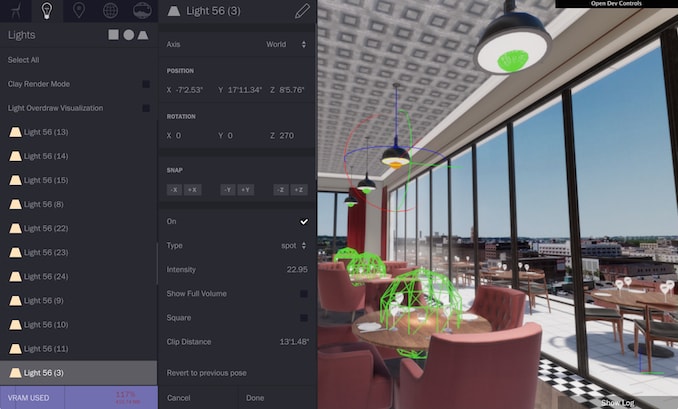 Light 56 (3)
Open Dev Controls
Lights
Select All
Clay Render Mode
Light Overdraw Visualization
Light 56 (13)
Light 56 (14)
Light 56 (15)
Light 56 (8)
Light 56 (22)
Light 56 (23)
Light 56 (24)
Light 56 (9)
Light 56 (10)
Light 56 (11)
Light 56 (3)
VRAM USED 117%
Axis World
POSITION
X -7'2.53" Y 17'11.34" Z 8'5.76"
ROTATION
X 0 Y 0 Z 270
SNAP
-X +X -Y +Y -Z +Z
On
Type spot
Intensity 22.95
Show Full Volume
Square
Clip Distance 13'1.48"
Revert to previous pose
Cancel Done
Show Log